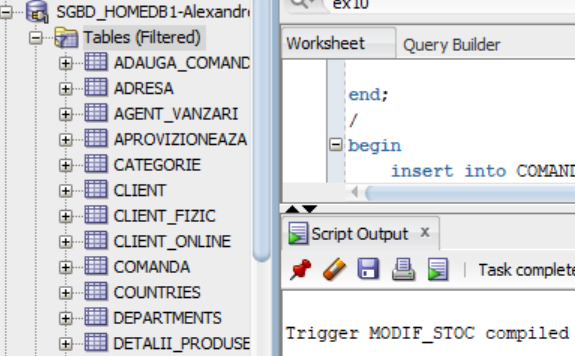 SGBD_HOMEDB1-Alexandr
Tables (Filtered)
ADAUGA_COMAND
ADRESA
AGENT_VANZARI
APROVIZIONEAZA
CATEGORIE
CLIENT
CLIENT_FIZIC
CLIENT_ONLINE
COMANDA
COUNTRIES
DEPARTMENTS
DETALII_PRODUSE
ex10
Worksheet Query Builder
end;
/
begin
insert into COMAND
Script Output x
Task complete
Trigger MODIF_STOC compiled